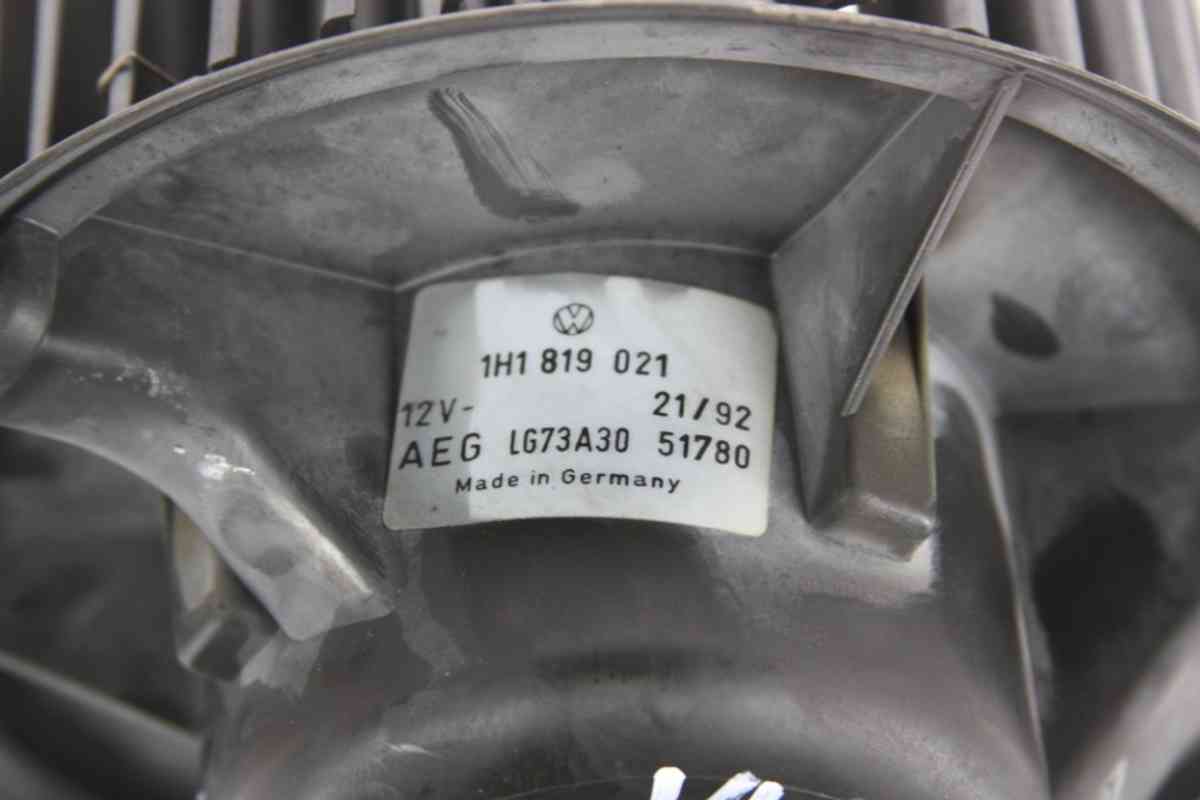 1H1 819 021
12V- 21/92
AEG LG73A30 51780
Made in Germany